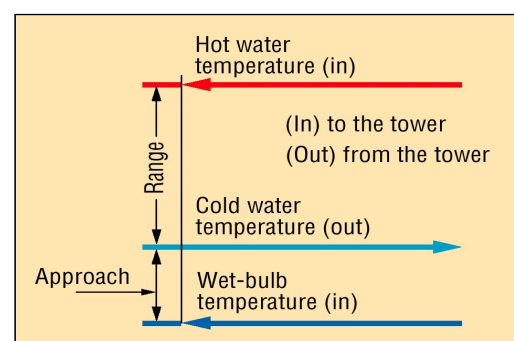 Hot water
temperature (in)
(In) to the tower
(Out) from the tower
Range
Cold water
temperature (out)
Approach
Wet-bulb
temperature (in)